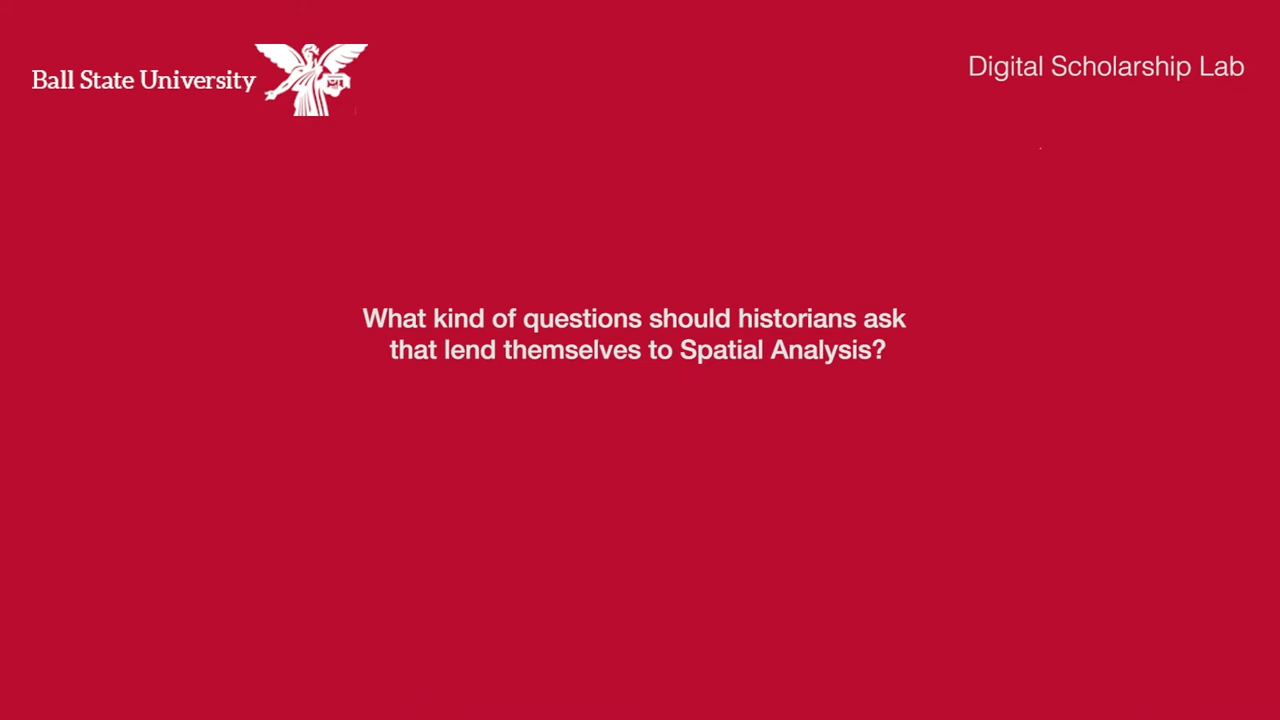 Ball State University
Digital Scholarship Lab
What kind of questions should historians ask
that lend themselves to Spatial Analysis?